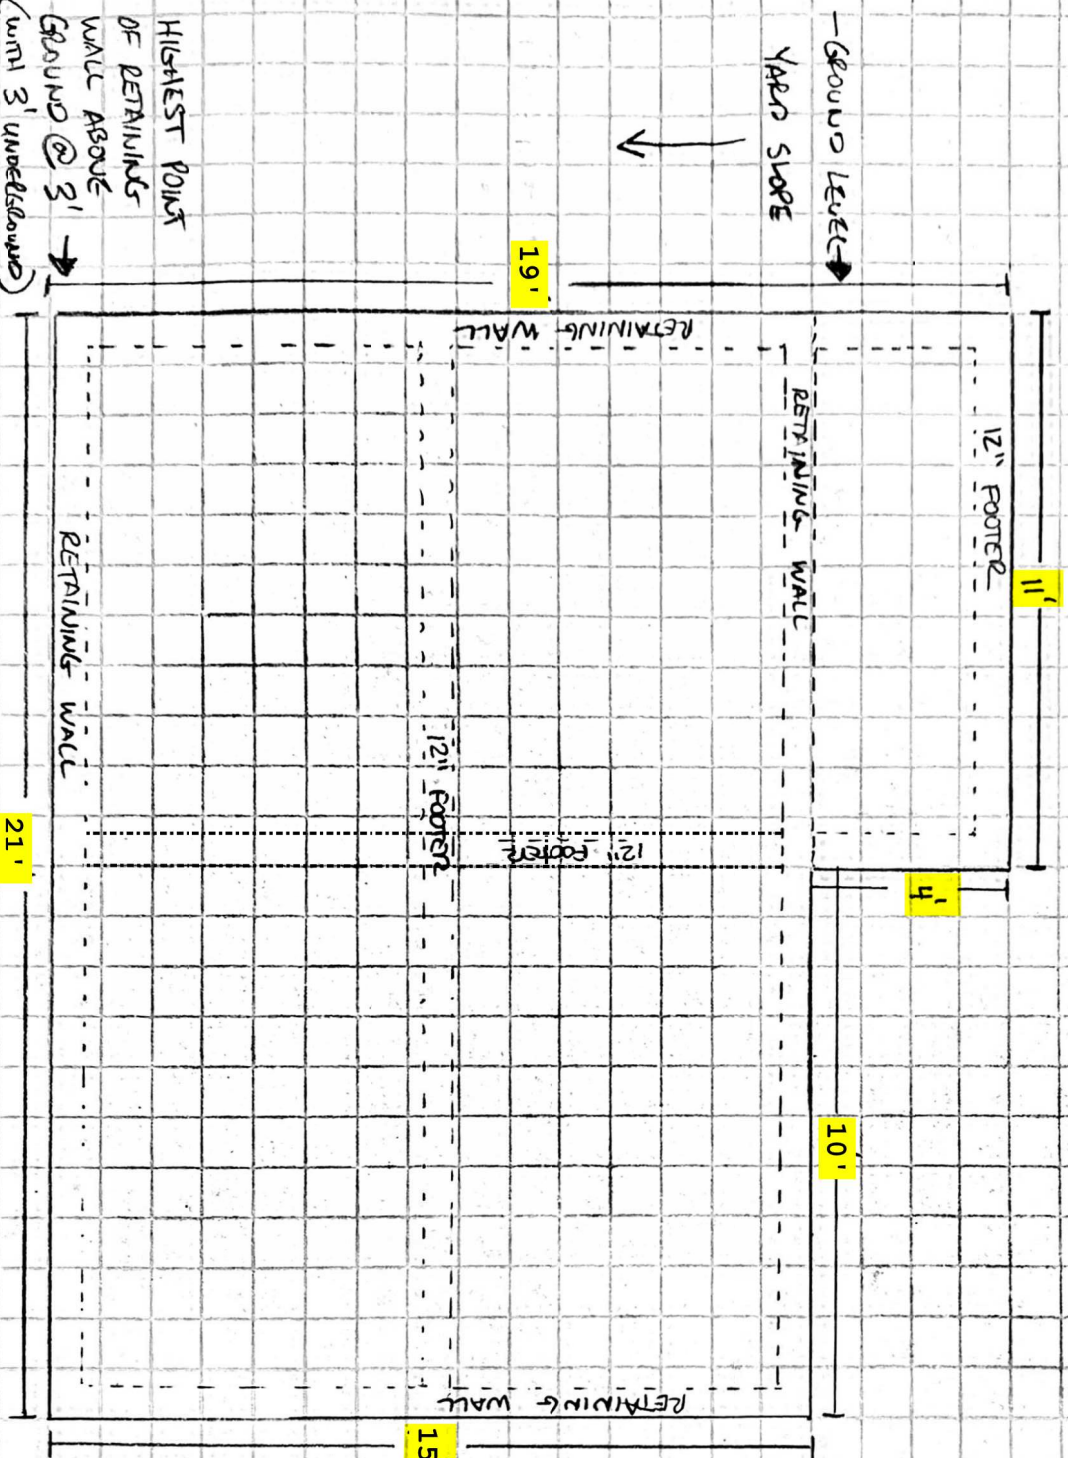 HIGHEST POINT
OF RETAINING
WALL ABOVE
GROUND @ 3'
(WITH 3' UNDERGROUND)
-GROUND LEVEL
YARD SLOPE
19'
RETAINING WALL
12" FOOTER
11'
RETAINING WALL
RETAINING WALL
12" FOOTER
12" FOOTER
4'
21'
10'
RETAINING WALL
15